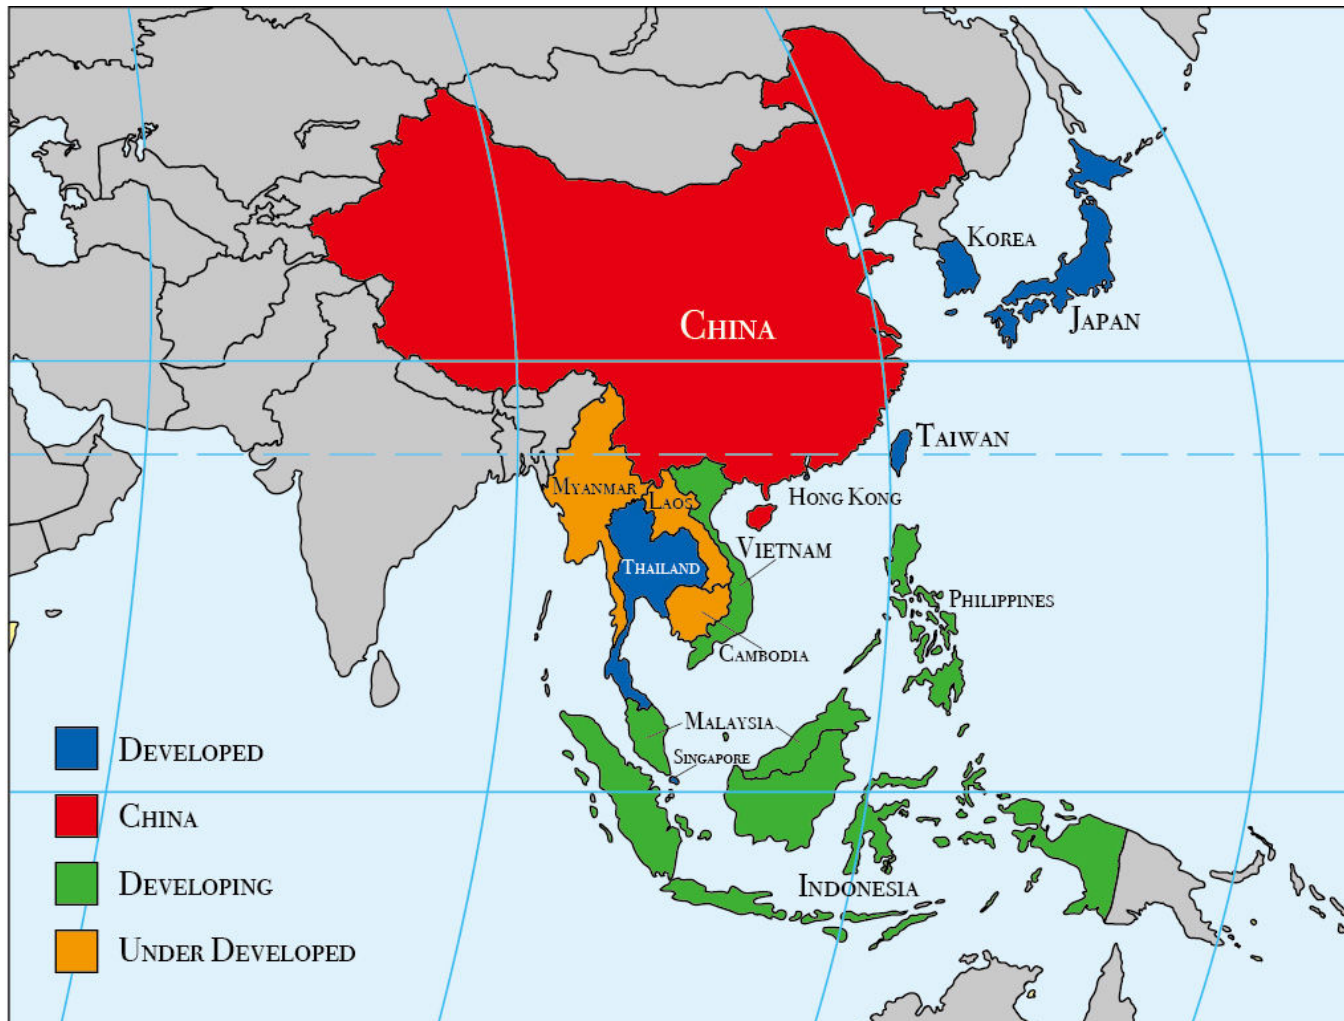 Korea
Japan
China
Taiwan
Hong Kong
Myanmar
Laos
Vietnam
Thailand
Philippines
Cambodia
Malaysia
Singapore
Indonesia
Developed
China
Developing
Under Developed